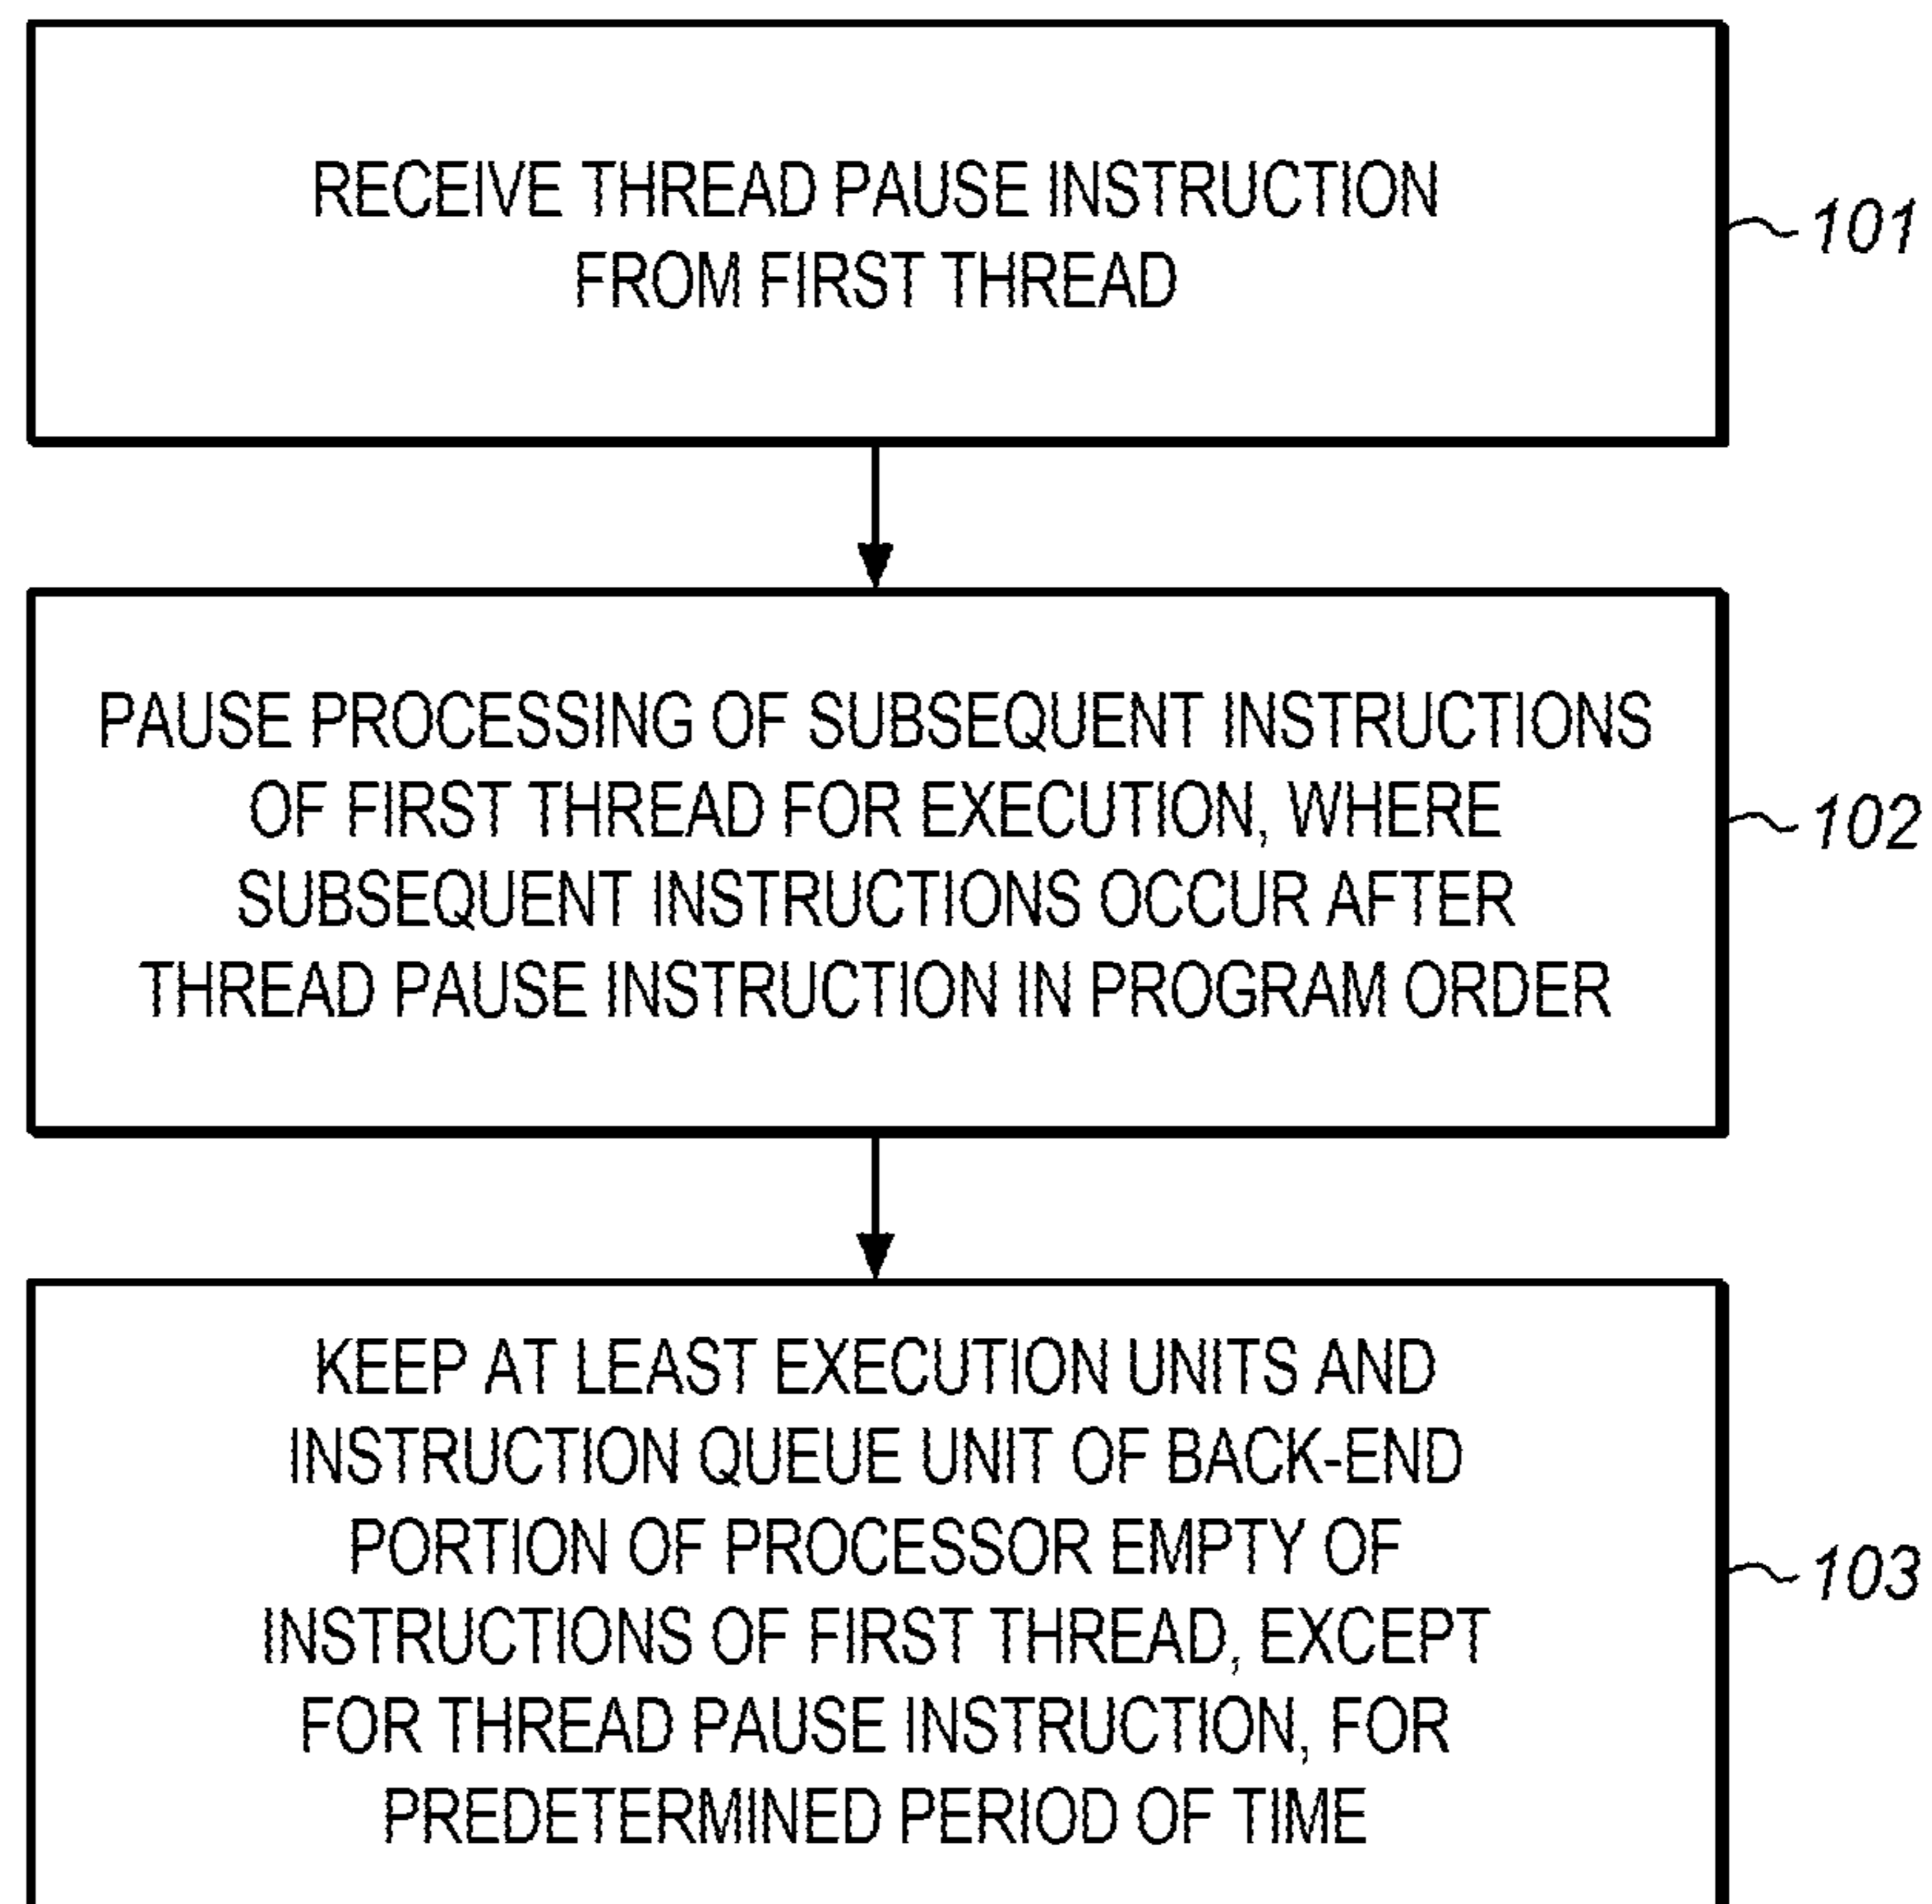 RECEIVE THREAD PAUSE INSTRUCTION
FROM FIRST THREAD
101
PAUSE PROCESSING OF SUBSEQUENT INSTRUCTIONS
OF FIRST THREAD FOR EXECUTION, WHERE
SUBSEQUENT INSTRUCTIONS OCCUR AFTER
THREAD PAUSE INSTRUCTION IN PROGRAM ORDER
102
KEEP AT LEAST EXECUTION UNITS AND
INSTRUCTION QUEUE UNIT OF BACK-END
PORTION OF PROCESSOR EMPTY OF
INSTRUCTIONS OF FIRST THREAD, EXCEPT
FOR THREAD PAUSE INSTRUCTION, FOR
PREDETERMINED PERIOD OF TIME
103